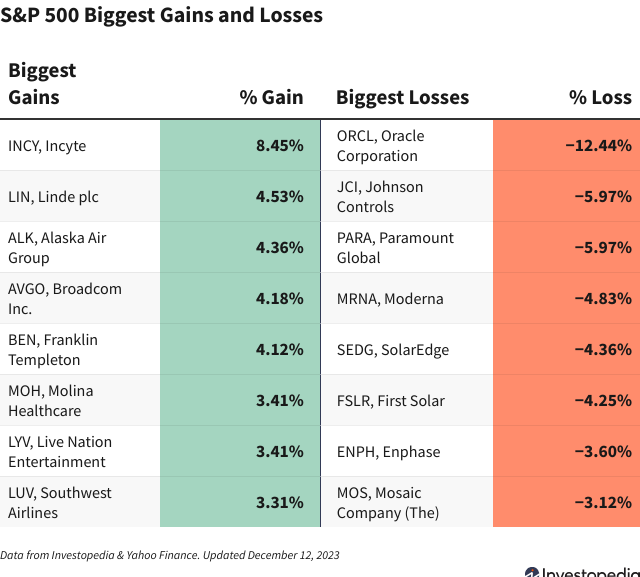 S&P 500 Biggest Gains and Losses
Biggest
Gains
% Gain
Biggest Losses
% Loss
INCY, Incyte
8.45%
ORCL, Oracle
Corporation
−12.44%
LIN, Linde plc
4.53%
JCI, Johnson
Controls
−5.97%
ALK, Alaska Air
Group
4.36%
PARA, Paramount
Global
−5.97%
AVGO, Broadcom
Inc.
4.18%
MRNA, Moderna
−4.83%
BEN, Franklin
Templeton
4.12%
SEDG, SolarEdge
−4.36%
MOH, Molina
Healthcare
3.41%
FSLR, First Solar
−4.25%
LYV, Live Nation
Entertainment
3.41%
ENPH, Enphase
−3.60%
LUV, Southwest
Airlines
3.31%
MOS, Mosaic
Company (The)
−3.12%
Data from Investopedia & Yahoo Finance. Updated December 12, 2023
Investopedia